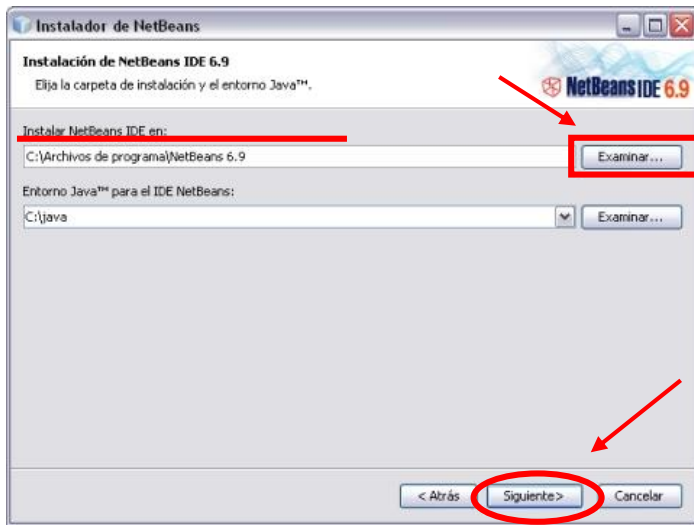 Instalador de NetBeans
Instalación de NetBeans IDE 6.9
Elija la carpeta de instalación y el entorno Java™.
NetBeans IDE 6.9
Instalar NetBeans IDE en:
C:\Archivos de programa\NetBeans 6.9
Examinar...
Entorno Java™ para el IDE NetBeans:
C:\java
Examinar...
< Atrás
Siguiente >
Cancelar